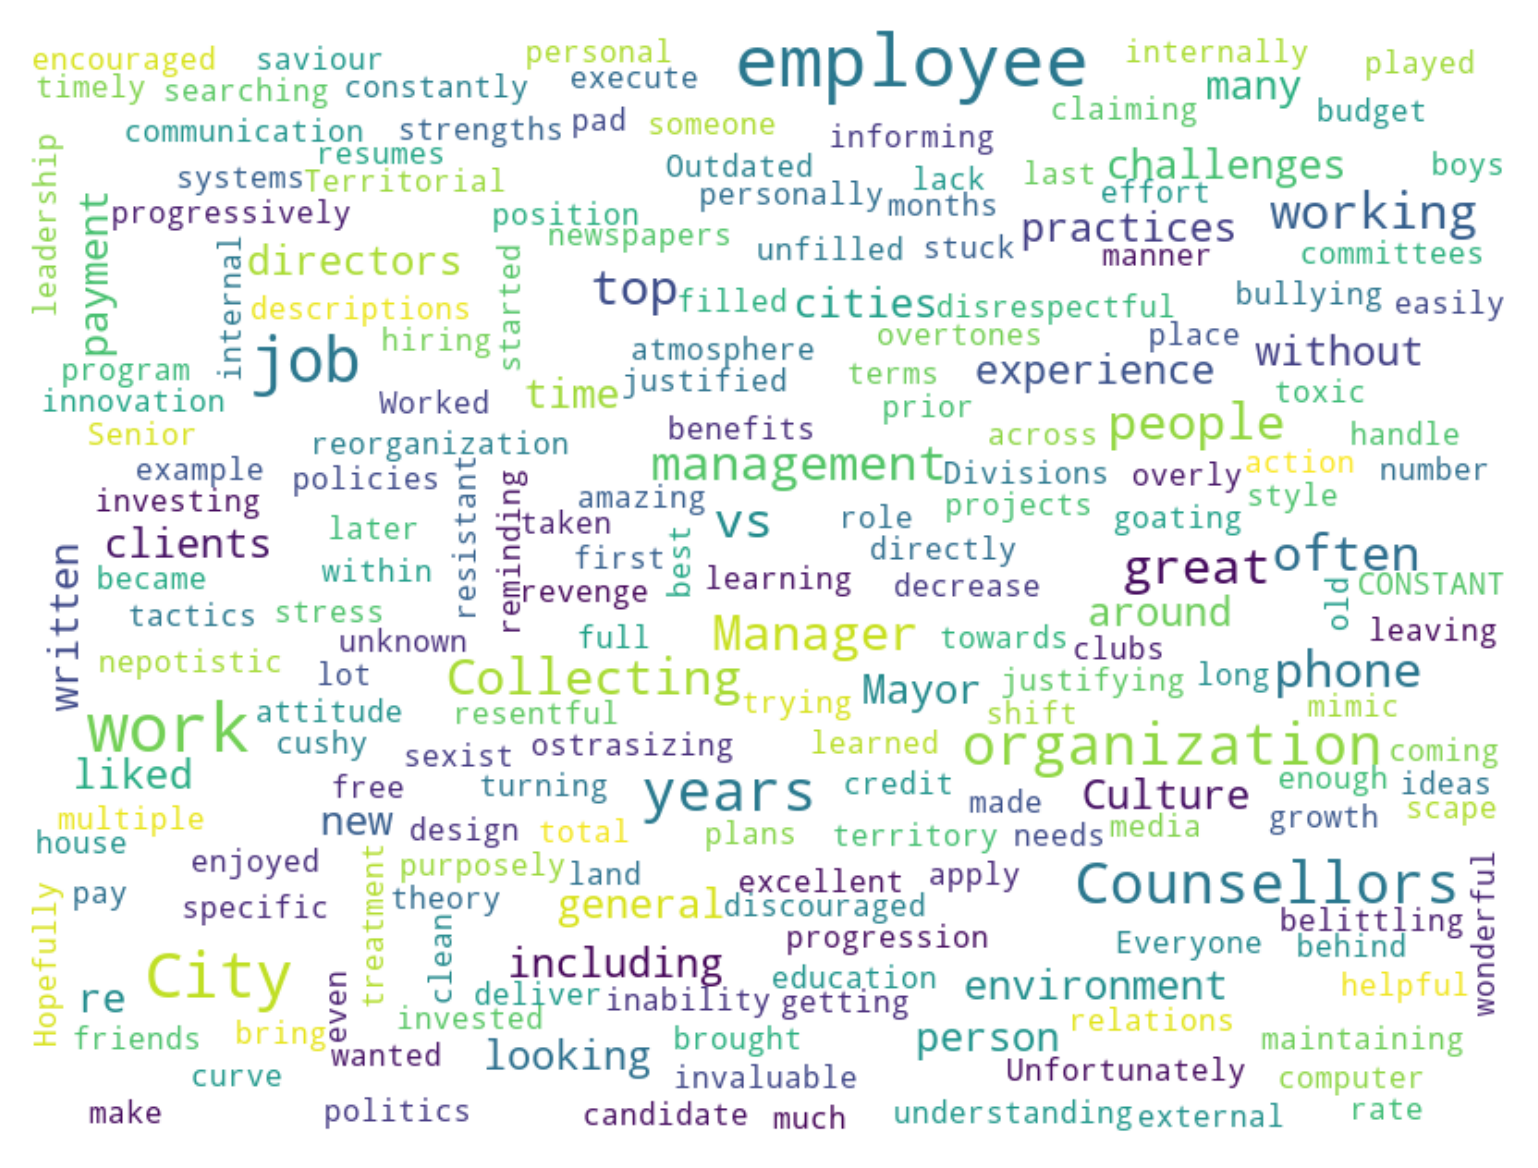 encouraged saviour personal employee internally played
timely searching constantly execute many budget
communication strengths pad someone informing claiming
leadership resumes Outdated lack last challenges boys
systems Territorial personally months effort
payment progressively position newspapers unfilled stuck practices working
internal directors started manner committees
descriptions top filled cities disrespectful bullying easily
job hiring atmosphere overtones place without
program justified terms experience toxic
innovation Worked time prior
Senior reorganization benefits across people handle
example policies resistant management Divisions overly action number
investing reminding amazing projects style
later taken vs role goating
clients first best directly great often
written became within revenge learning decrease old CONSTANT
tactics stress around leaving
unknown full Manager towards clubs
nepotistic lot Collecting trying Mayor justifying long phone
work attitude resentful shift mimic
cushy sexist ostrasizing learned organization coming
liked free turning years credit made Culture enough ideas
multiple new design total plans territory needs media growth scape
house enjoyed treatment purposely land excellent apply Counsellors wonderful
Hopefully pay specific theory general discouraged belittling
clean progression Everyone behind
City including education environment helpful
re even deliver inability getting
friends bring invested brought person relations maintaining
wanted looking
curve invaluable Unfortunately computer
make politics candidate much understanding external rate